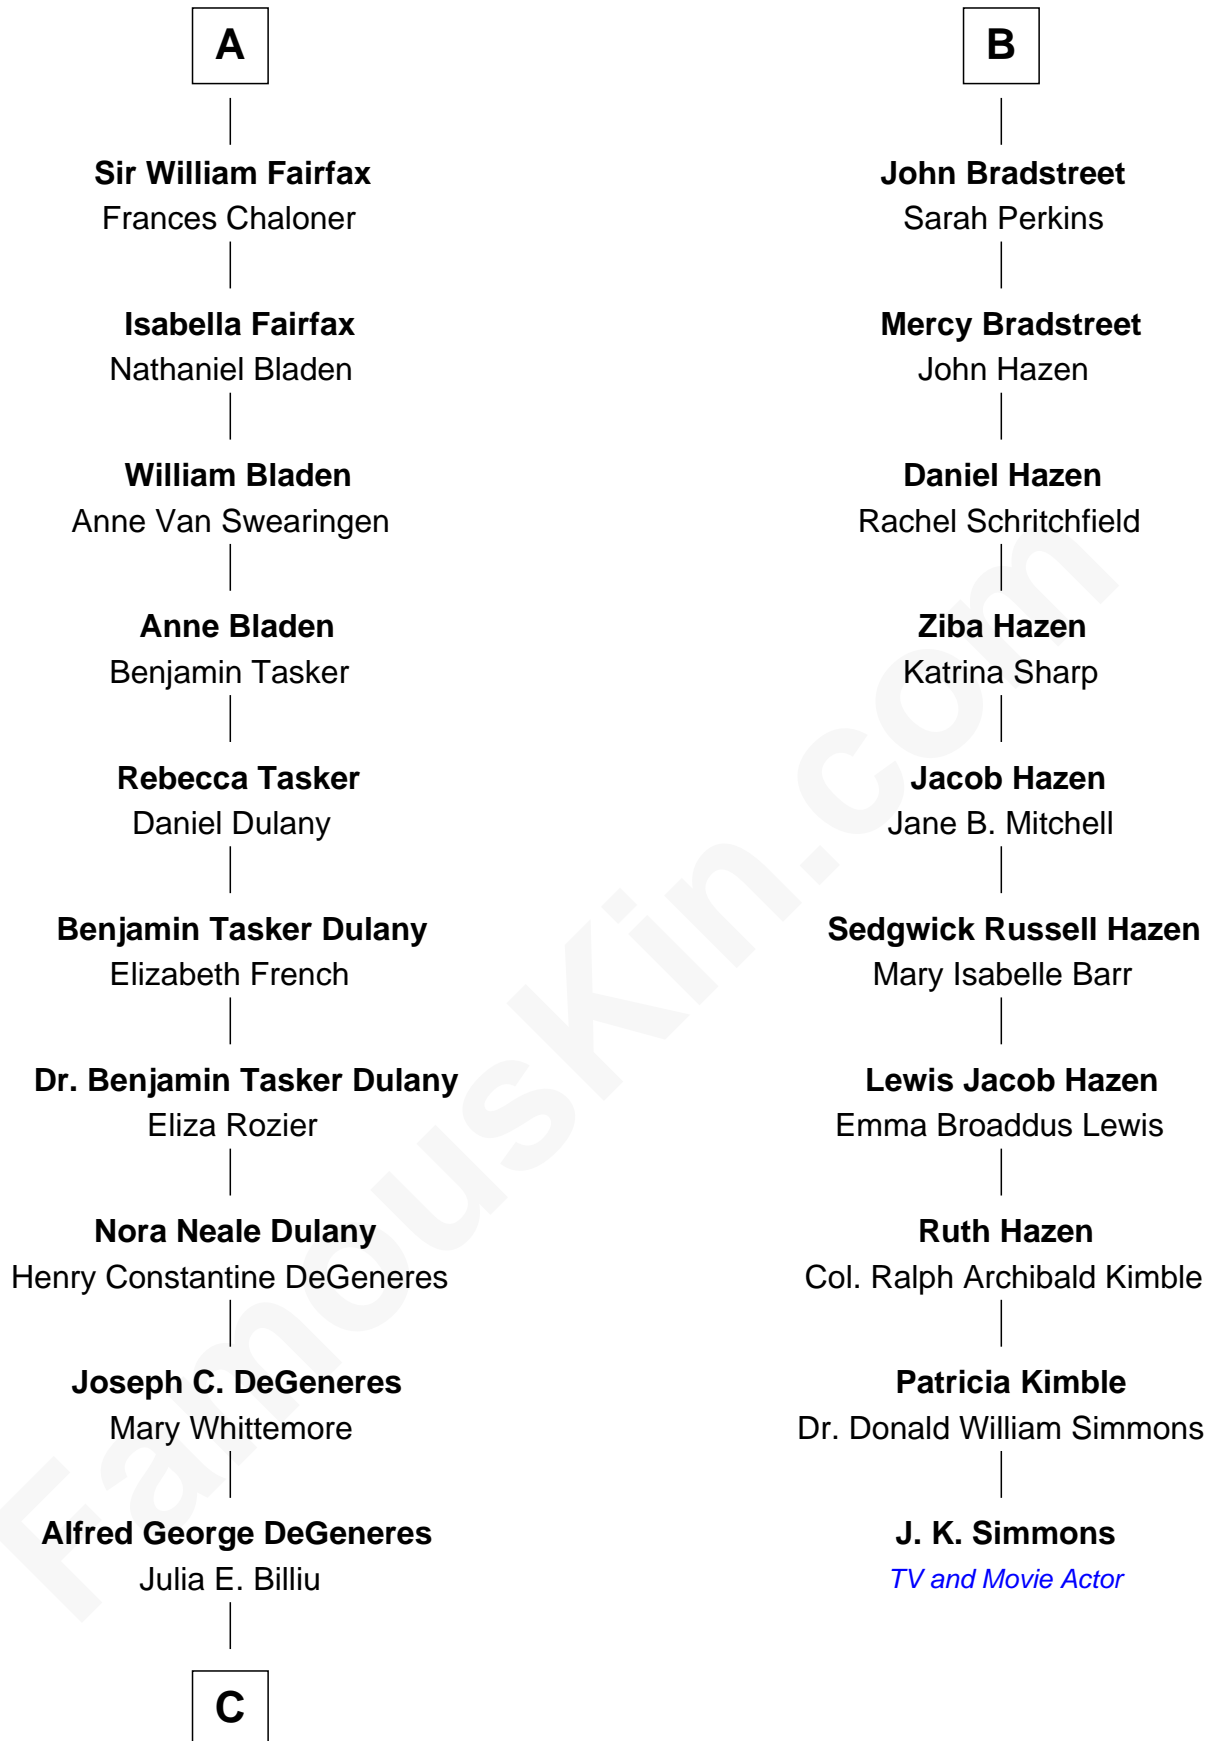 A
Sir William Fairfax
Frances Chaloner
Isabella Fairfax
Nathaniel Bladen
William Bladen
Anne Van Swearingen
Anne Bladen
Benjamin Tasker
Rebecca Tasker
Daniel Dulany
Benjamin Tasker Dulany
Elizabeth French
Dr. Benjamin Tasker Dulany
Eliza Rozier
Nora Neale Dulany
Henry Constantine DeGeneres
Joseph C. DeGeneres
Mary Whittemore
Alfred George DeGeneres
Julia E. Billiu
C
B
John Bradstreet
Sarah Perkins
Mercy Bradstreet
John Hazen
Daniel Hazen
Rachel Schritchfield
Ziba Hazen
Katrina Sharp
Jacob Hazen
Jane B. Mitchell
Sedgwick Russell Hazen
Mary Isabelle Barr
Lewis Jacob Hazen
Emma Broaddus Lewis
Ruth Hazen
Col. Ralph Archibald Kimble
Patricia Kimble
Dr. Donald William Simmons
J. K. Simmons
TV and Movie Actor
FamousKin.com